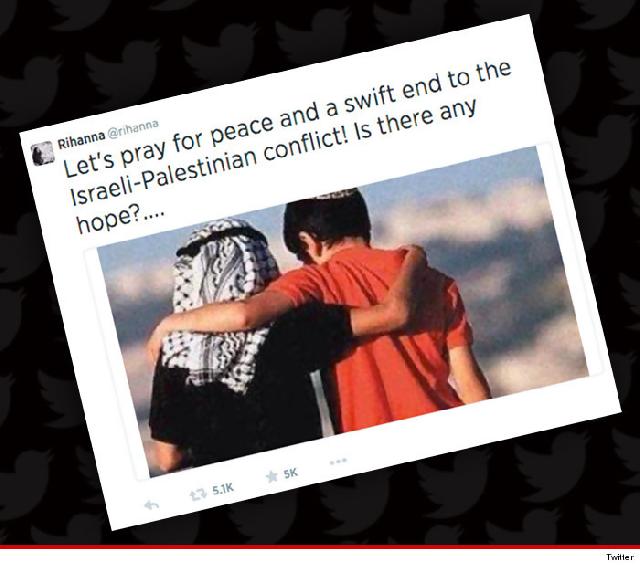 Rihanna @rihanna
Let's pray for peace and a swift end to the
Israeli-Palestinian conflict! Is there any
hope?....
5.1K 5K
Twitter